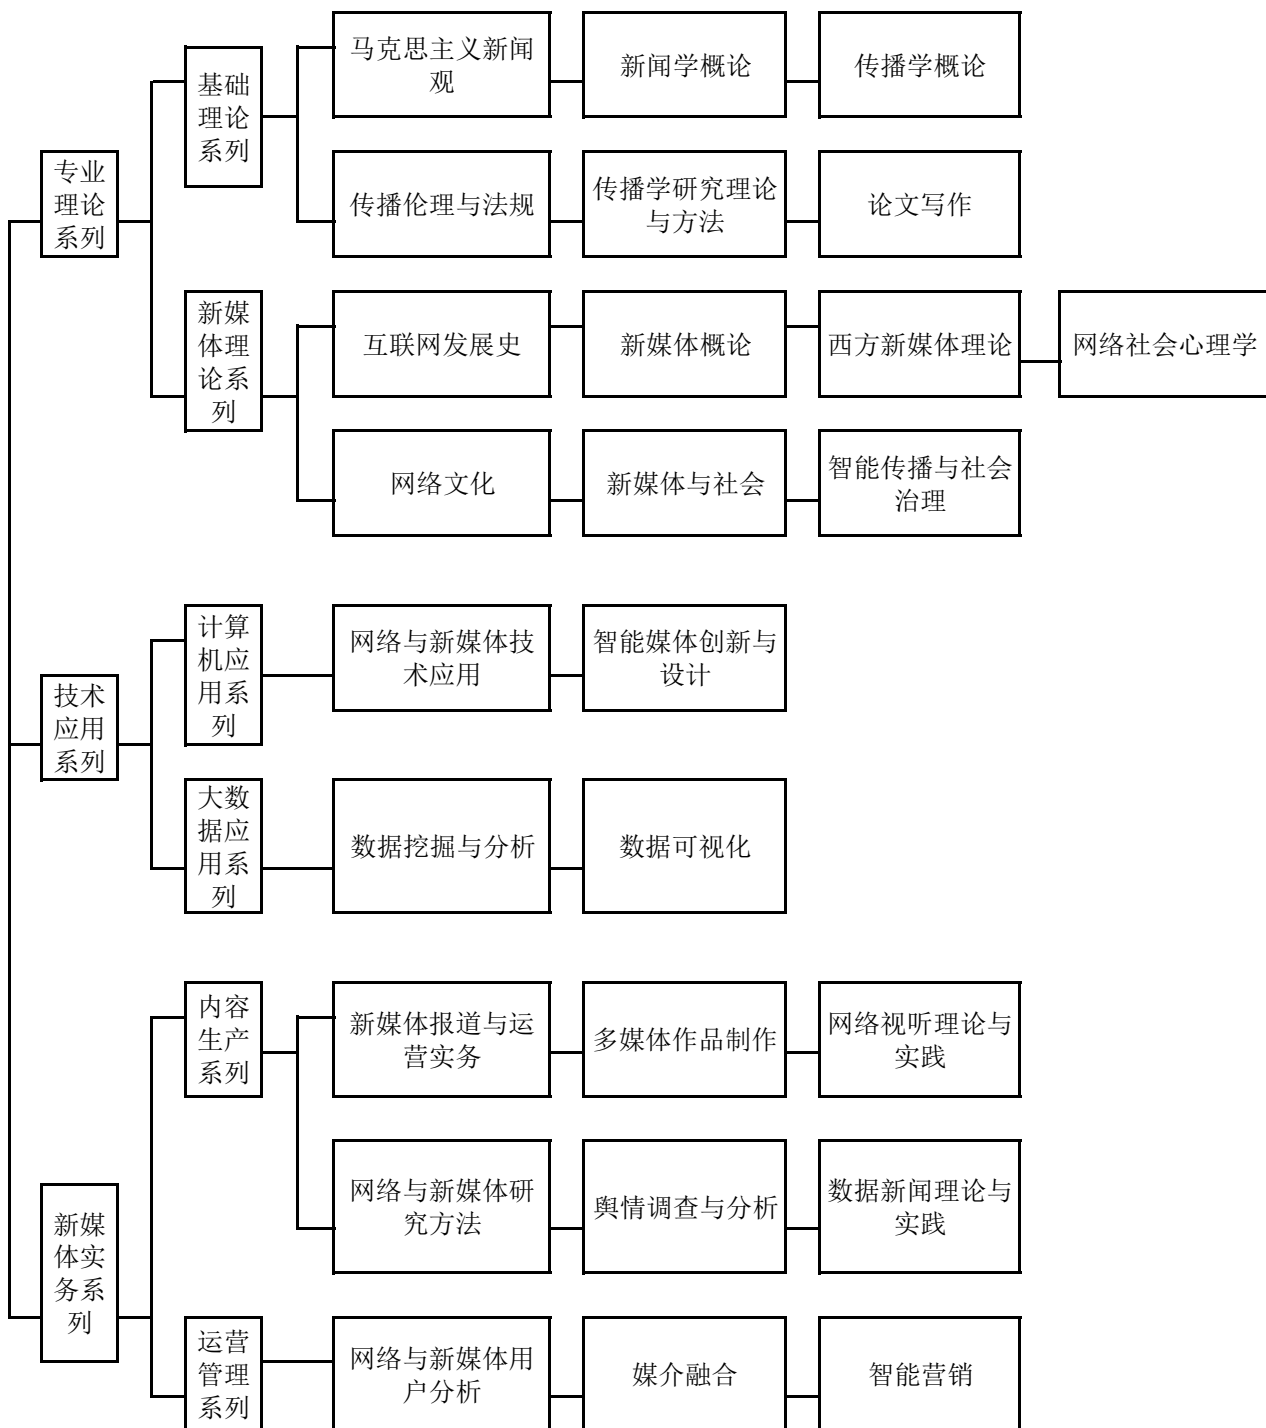 专业
理论
系列
基础
理论
系列
马克思主义新闻
观
新闻学概论
传播学概论
传播伦理与法规
传播学研究理论
与方法
论文写作
新媒
体理
论系
列
互联网发展史
新媒体概论
西方新媒体理论
网络社会心理学
网络文化
新媒体与社会
智能传播与社会
治理
技术
应用
系列
计算
机应
用系
列
网络与新媒体技
术应用
智能媒体创新与
设计
大数
据应
用系
列
数据挖掘与分析
数据可视化
新媒
体实
务系
列
内容
生产
系列
新媒体报道与运
营实务
多媒体作品制作
网络视听理论与
实践
网络与新媒体研
究方法
舆情调查与分析
数据新闻理论与
实践
运营
管理
系列
网络与新媒体用
户分析
媒介融合
智能营销